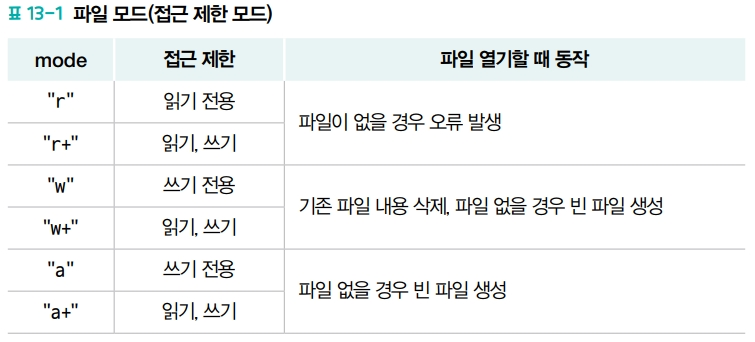 표 13-1 파일 모드(접근 제한 모드)
mode 접근 제한 파일 열기할 때 동작
"r" 읽기 전용
파일이 없을 경우 오류 발생
"r+" 읽기, 쓰기
"w" 쓰기 전용
기존 파일 내용 삭제, 파일 없을 경우 빈 파일 생성
"w+" 읽기, 쓰기
"a" 쓰기 전용
파일 없을 경우 빈 파일 생성
"a+" 읽기, 쓰기